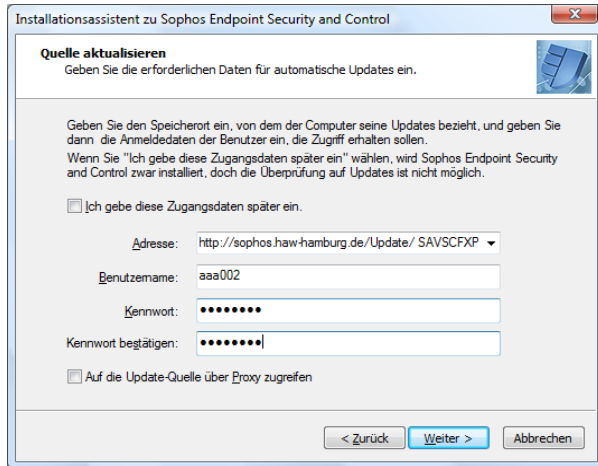 Installationsassistent zu Sophos Endpoint Security and Control
Quelle aktualisieren
Geben Sie die erforderlichen Daten für automatische Updates ein.
Geben Sie den Speicherort ein, von dem der Computer seine Updates bezieht, und geben Sie
dann die Anmeldedaten der Benutzer ein, die Zugriff erhalten sollen.
Wenn Sie "Ich gebe diese Zugangsdaten später ein" wählen, wird Sophos Endpoint Security
and Control zwar installiert, doch die Überprüfung auf Updates ist nicht möglich.
Ich gebe diese Zugangsdaten später ein.
Adresse: http://sophos.haw-hamburg.de/Update/ SAVSCFXP
Benutzername: aaa002
Kennwort: ••••••••
Kennwort bestätigen: ••••••••
Auf die Update-Quelle über Proxy zugreifen
< Zurück Weiter > Abbrechen